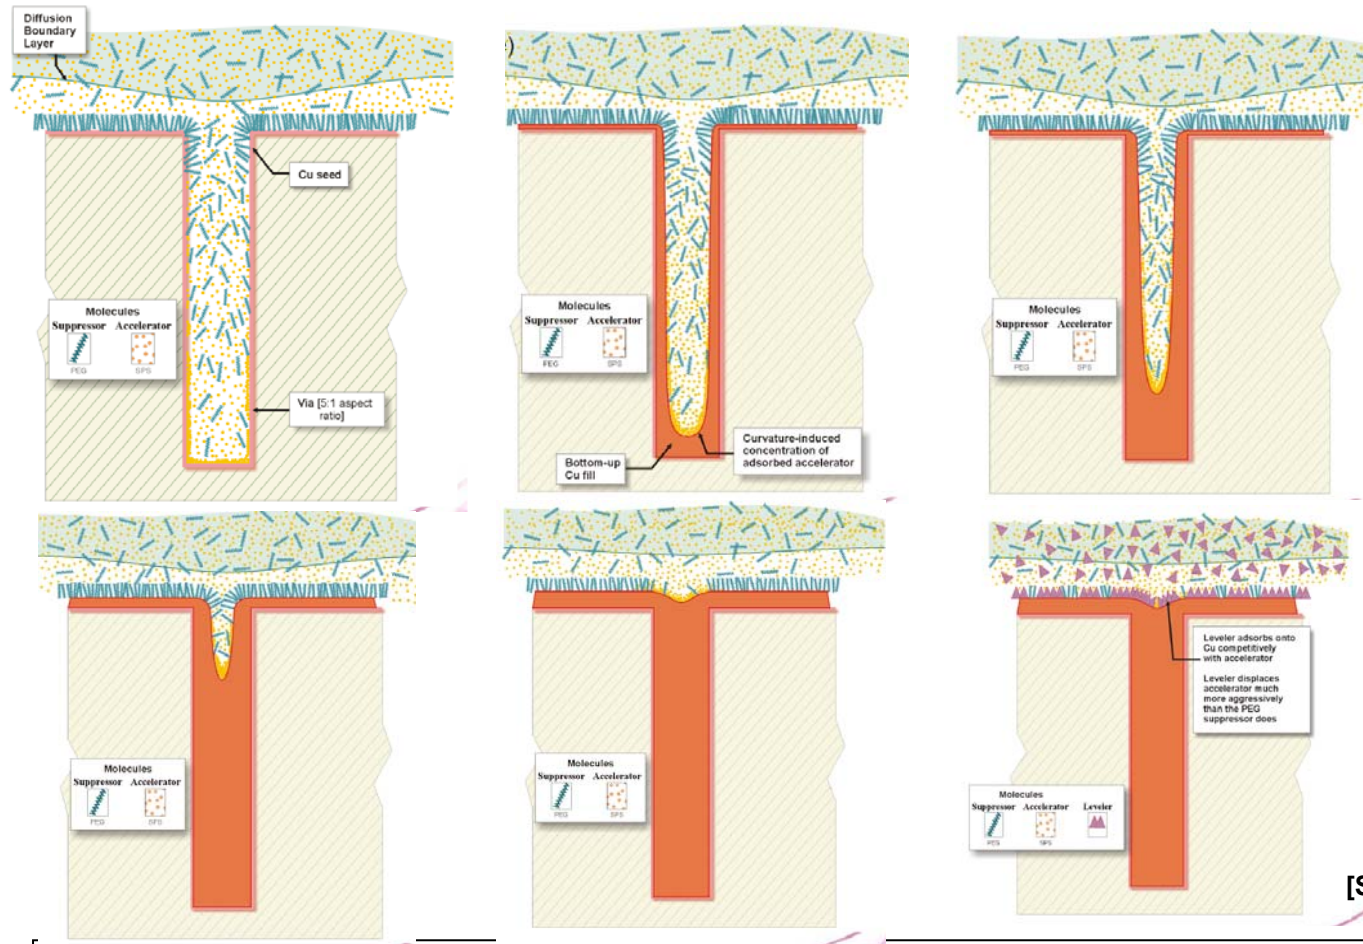 Diffusion
Boundary
Layer
Cu seed
Molecules
Suppressor Accelerator
PEG SPS
Via [5:1 aspect
ratio]
)
Molecules
Suppressor Accelerator
PEG SPS
Curvature-induced
concentration of
adsorbed accelerator
Bottom-up
Cu fill
Molecules
Suppressor Accelerator
PEG SPS
Molecules
Suppressor Accelerator
PEG SPS
Molecules
Suppressor Accelerator
PEG SPS
Leveler adsorbs onto
Cu competitively
with accelerator
Leveler displaces
accelerator much
more aggressively
than the PEG
suppressor does
Molecules
Suppressor Accelerator Leveler
PEG SPS
[S